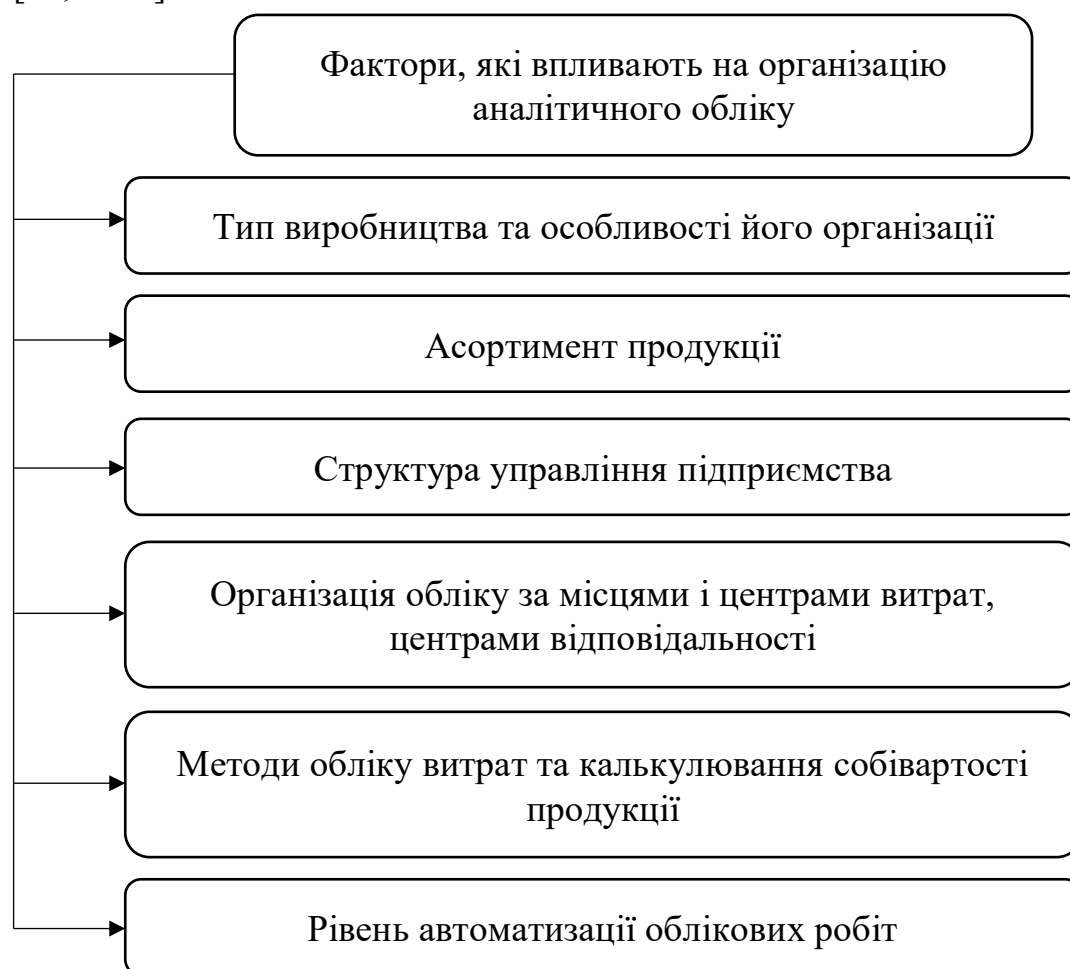 Фактори, які впливають на організацію
аналітичного обліку
Тип виробництва та особливості його організації
Асортимент продукції
Структура управління підприємства
Організація обліку за місцями і центрами витрат,
центрами відповідальності
Методи обліку витрат та калькулювання собівартості
продукції
Рівень автоматизації облікових робіт